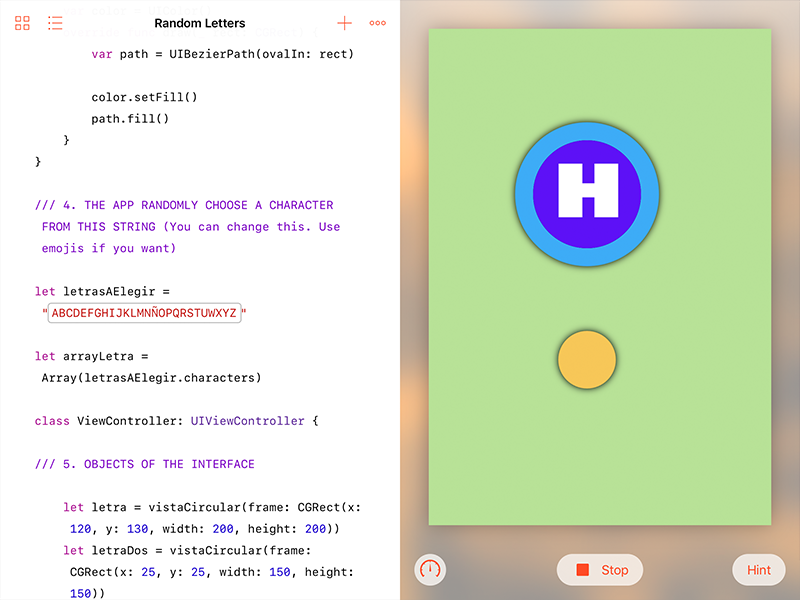 Random Letters
var path = UIBezierPath(ovalIn: rect)
color.setFill()
path.fill()
}
}
/// 4. THE APP RANDOMLY CHOOSE A CHARACTER
FROM THIS STRING (You can change this. Use
emojis if you want)
let letrasAElegir =
"ABCDEFGHIJKLMNÑOPQRSTUWXYZ"
let arrayLetra =
Array(letrasAElegir.characters)
class ViewController: UIViewController {
/// 5. OBJECTS OF THE INTERFACE
let letra = vistaCircular(frame: CGRect(x:
120, y: 130, width: 200, height: 200))
let letraDos = vistaCircular(frame:
CGRect(x: 25, y: 25, width: 150, height:
150))
H
Stop
Hint